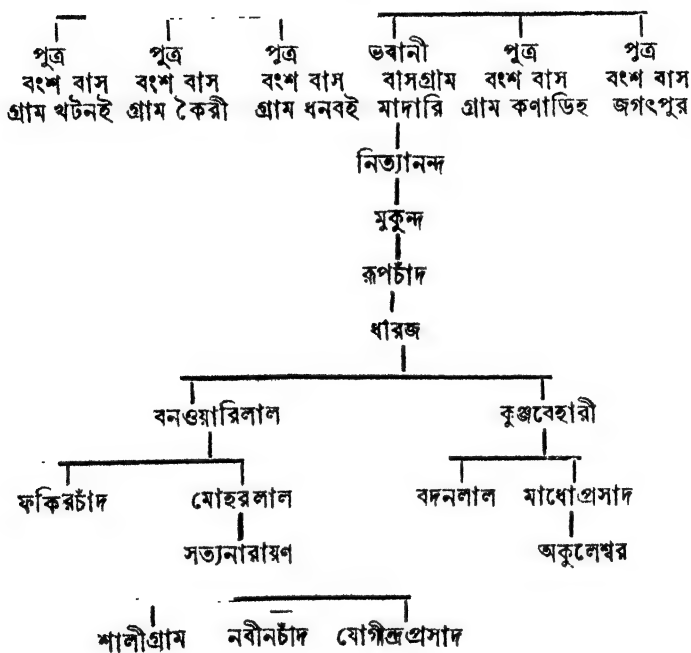 পুত্র পুত্র পুত্র ভবানী পুত্র পুত্র
বংশ বাস বংশ বাস বংশ বাস বাসগ্রাম বংশ বাস বংশ বাস
গ্রাম খটনই গ্রাম কৈরী গ্রাম ধনবই মাদারি গ্রাম কণাডিহ জগৎপুর
নিত্যানন্দ
মুকুন্দ
রূপচাঁদ
ধারজ
বনওয়ারিলাল কুঞ্জবেহারী
ফকিরচাঁদ মোহরলাল বদনলাল মাধোপ্রসাদ
সত্যনারায়ণ অকুলেশ্বর
শালীগ্রাম নবীনচাঁদ যোগীন্দ্রপ্রসাদ